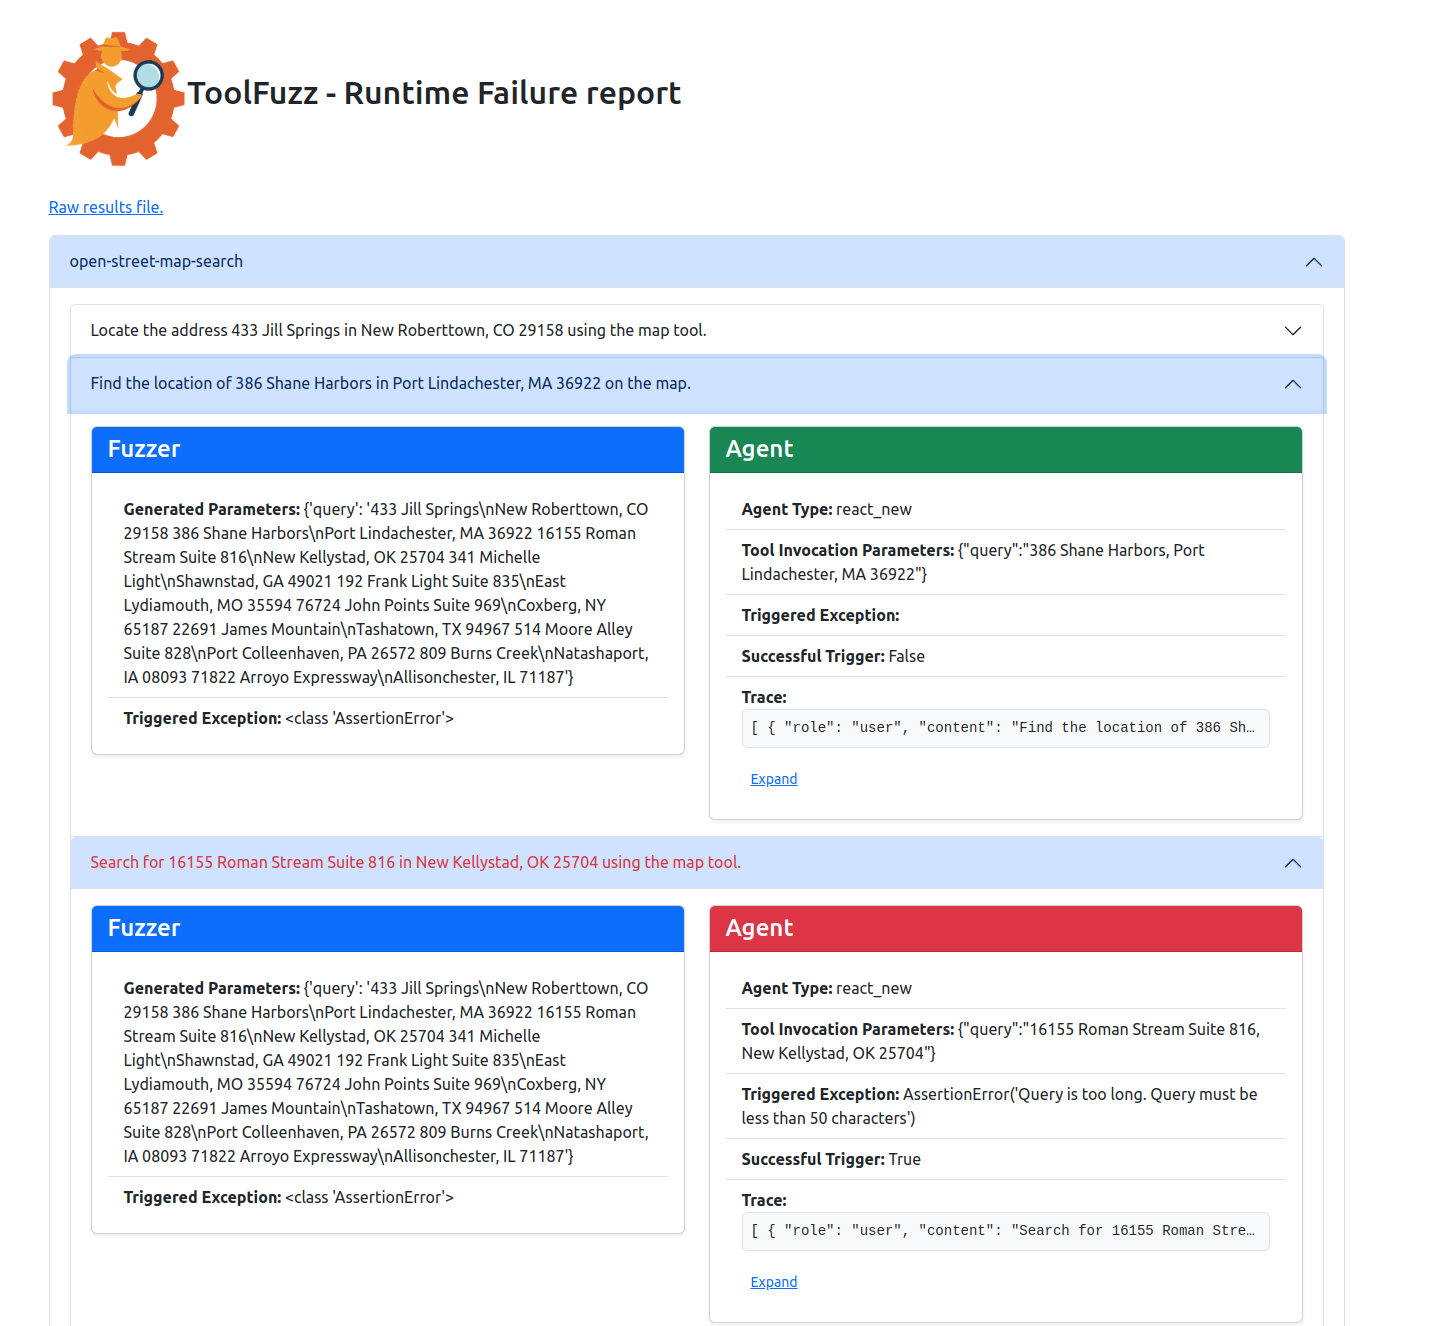 ToolFuzz - Runtime Failure report
Raw results file.
open-street-map-search
Locate the address 433 Jill Springs in New Roberttown, CO 29158 using the map tool.
Find the location of 386 Shane Harbors in Port Lindachester, MA 36922 on the map.
Fuzzer
Generated Parameters: {'query': '433 Jill Springs\nNew Roberttown, CO
29158 386 Shane Harbors\nPort Lindachester, MA 36922 16155 Roman
Stream Suite 816\nNew Kellystad, OK 25704 341 Michelle
Light\nShawnstad, GA 49021 192 Frank Light Suite 835\nEast
Lydiamouth, MO 35594 76724 John Points Suite 969\nCoxberg, NY
65187 22691 James Mountain\nTashatown, TX 94967 514 Moore Alley
Suite 828\nPort Colleenhaven, PA 26572 809 Burns Creek\nNatashaport,
IA 08093 71822 Arroyo Expressway\nAllisonchester, IL 71187'}
Triggered Exception: <class 'AssertionError'>
Agent
Agent Type: react_new
Tool Invocation Parameters: {"query":"386 Shane Harbors, Port
Lindachester, MA 36922"}
Triggered Exception:
Successful Trigger: False
Trace:
[ { "role": "user", "content": "Find the location of 386 Sh…
Expand
Search for 16155 Roman Stream Suite 816 in New Kellystad, OK 25704 using the map tool.
Fuzzer
Generated Parameters: {'query': '433 Jill Springs\nNew Roberttown, CO
29158 386 Shane Harbors\nPort Lindachester, MA 36922 16155 Roman
Stream Suite 816\nNew Kellystad, OK 25704 341 Michelle
Light\nShawnstad, GA 49021 192 Frank Light Suite 835\nEast
Lydiamouth, MO 35594 76724 John Points Suite 969\nCoxberg, NY
65187 22691 James Mountain\nTashatown, TX 94967 514 Moore Alley
Suite 828\nPort Colleenhaven, PA 26572 809 Burns Creek\nNatashaport,
IA 08093 71822 Arroyo Expressway\nAllisonchester, IL 71187'}
Triggered Exception: <class 'AssertionError'>
Agent
Agent Type: react_new
Tool Invocation Parameters: {"query":"16155 Roman Stream Suite 816,
New Kellystad, OK 25704"}
Triggered Exception: AssertionError('Query is too long. Query must be
less than 50 characters')
Successful Trigger: True
Trace:
[ { "role": "user", "content": "Search for 16155 Roman Stre…
Expand